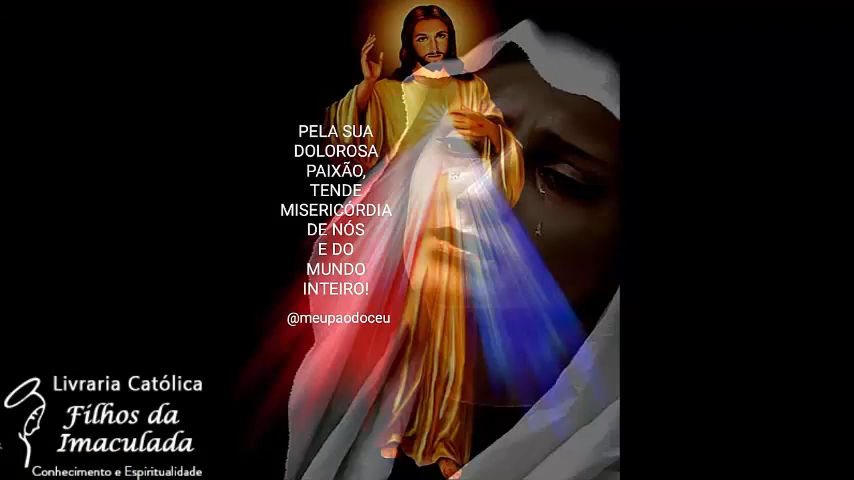 PELA SUA
DOLOROSA
PAIXÃO,
TENDE
MISERICÓRDIA
DE NÓS
E DO
MUNDO
INTEIRO!
@meupaodoceu
Livraria Católica
Filhos da
Imaculada
Conhecimento e Espiritualidade